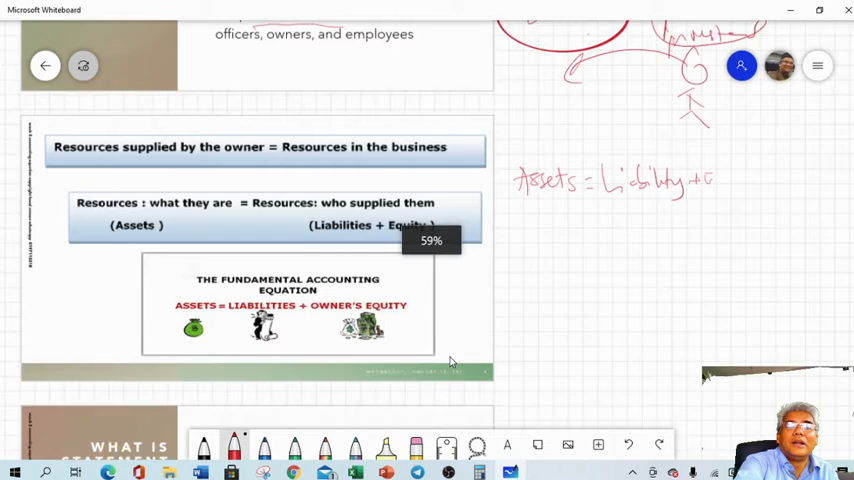 Microsoft Whiteboard
officers, owners, and employees
Resources supplied by the owner = Resources in the business
Resources : what they are = Resources: who supplied them
(Assets ) (Liabilities + Equity )
59%
THE FUNDAMENTAL ACCOUNTING
EQUATION
ASSETS = LIABILITIES + OWNER'S EQUITY
Assets = Liability +
WHAT IS
STATEMENT